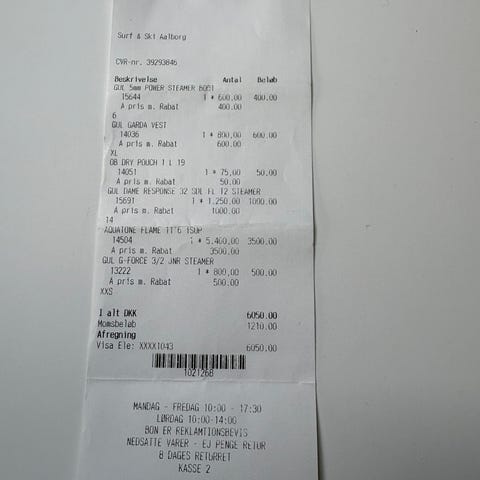 Surf & Ski Aalborg
CVR-nr. 39293846
Beskrivelse Antal Beløb
GUL 5mm POWER STEAMER BOOT
15644 1 * 600,00 400.00
A pris m. Rabat 400.00
6
GUL GARDA VEST
14036 1 * 800,00 600.00
A pris m. Rabat 600.00
XL
OB DRY POUCH 1 L 19
14051 1 * 75,00 50.00
A pris m. Rabat 50.00
GUL DAME RESPONSE 32 SUL FL 12 STEAMER
15691 1 * 1.250,00 1000.00
A pris m. Rabat 1000.00
14
AQUATONE FLAME 11"6 ISUP
14504 1 * 5.460,00 3500.00
A pris m. Rabat 3500.00
GUL G-FORCE 3/2 JNR STEAMER
13222 1 * 800,00 500.00
A pris m. Rabat 500.00
XXS
I alt DKK 6050.00
Momsbeløb 1210.00
Afregning
Visa Ele: XXXX1043 6050.00
1021268
MANDAG - FREDAG 10:00 - 17:30
LØRDAG 10:00-14:00
BON ER REKLAMTIONSBEVIS
NEDSATTE VARER - EJ PENGE RETUR
8 DAGES RETURRET
KASSE 2